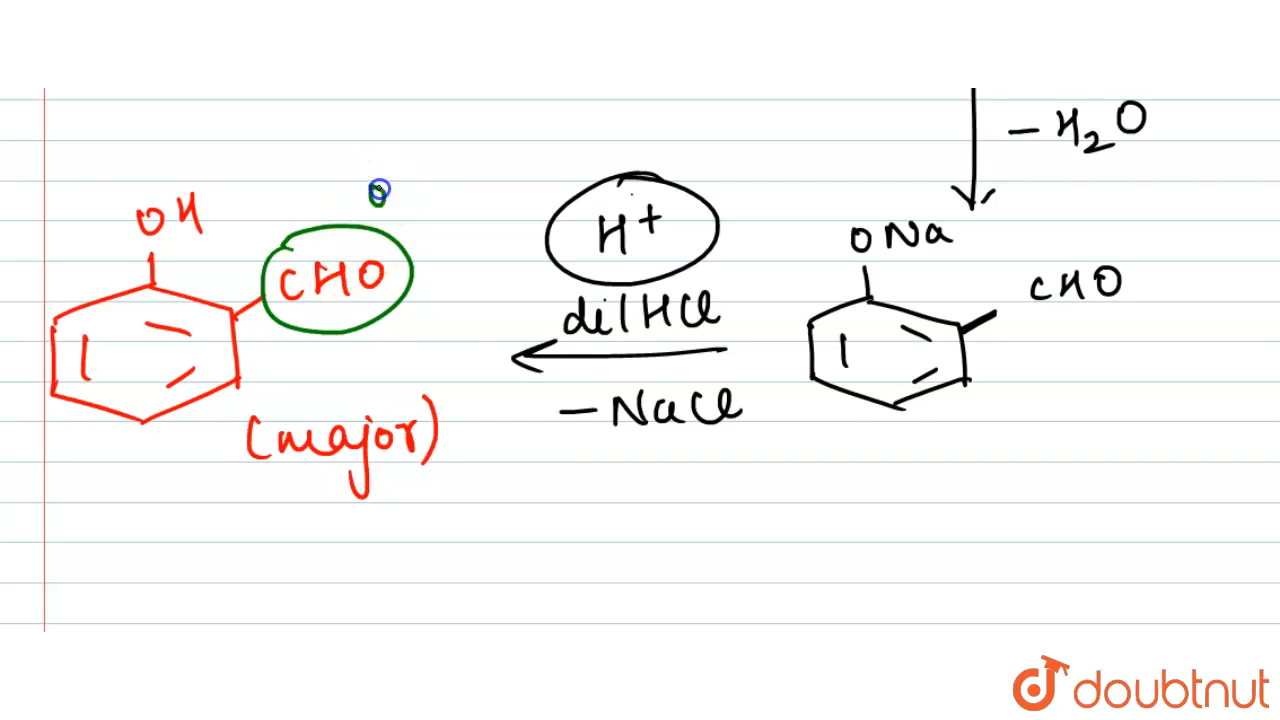 - H₂O
OH
CHO
H⁺
dil HCl
- NaCl
ONa
CHO
(major)
doubtnut